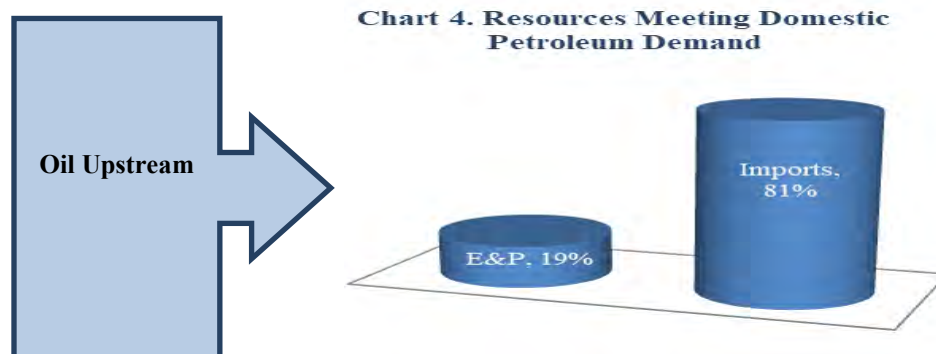 Chart 4. Resources Meeting Domestic
Petroleum Demand
Oil Upstream
Imports,
81%
E&P, 19%